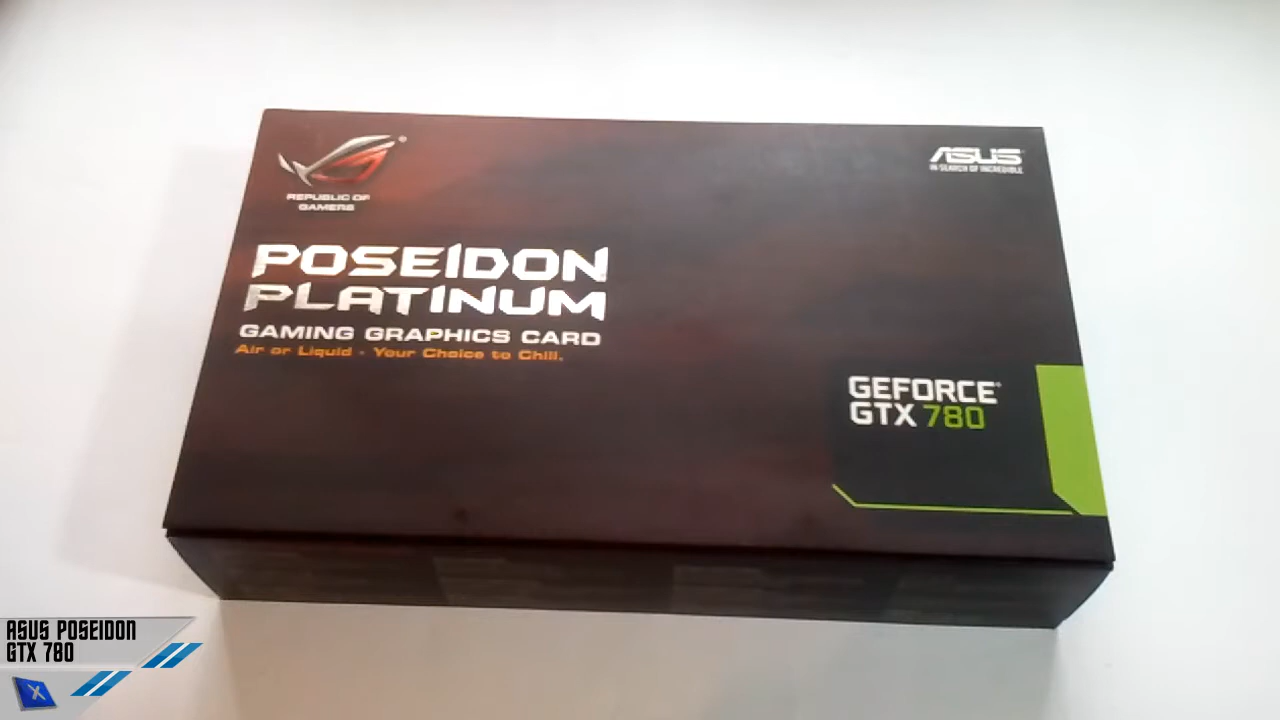 REPUBLIC OF
GAMERS
ASUS
IN SEARCH OF INCREDIBLE
POSEIDON
PLATINUM
GAMING GRAPHICS CARD
Air or Liquid - Your Choice to Chill.
GEFORCE®
GTX 780
ASUS POSEIDON
GTX 780
X